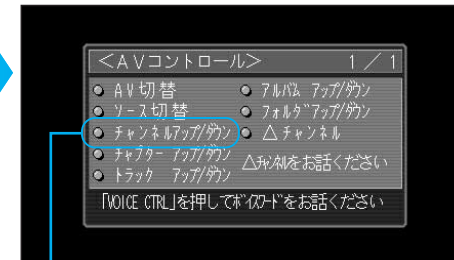 <AVコントロール> 1／1
AV切替 ｱﾙﾊﾞﾑ ｱｯﾌﾟ/ﾀﾞｳﾝ
ソース切替 ﾌｫﾙﾀﾞｱｯﾌﾟ/ﾀﾞｳﾝ
ﾁｬﾝﾈﾙｱｯﾌﾟ/ﾀﾞｳﾝ △チャンネル
ﾁｬﾌﾟﾀｰ ｱｯﾌﾟ/ﾀﾞｳﾝ
ﾄﾗｯｸ ｱｯﾌﾟ/ﾀﾞｳﾝ △ﾁｬﾝﾈﾙをお話ください
「VOICE CTRL」を押してﾎﾞｲｽﾜｰﾄﾞをお話ください